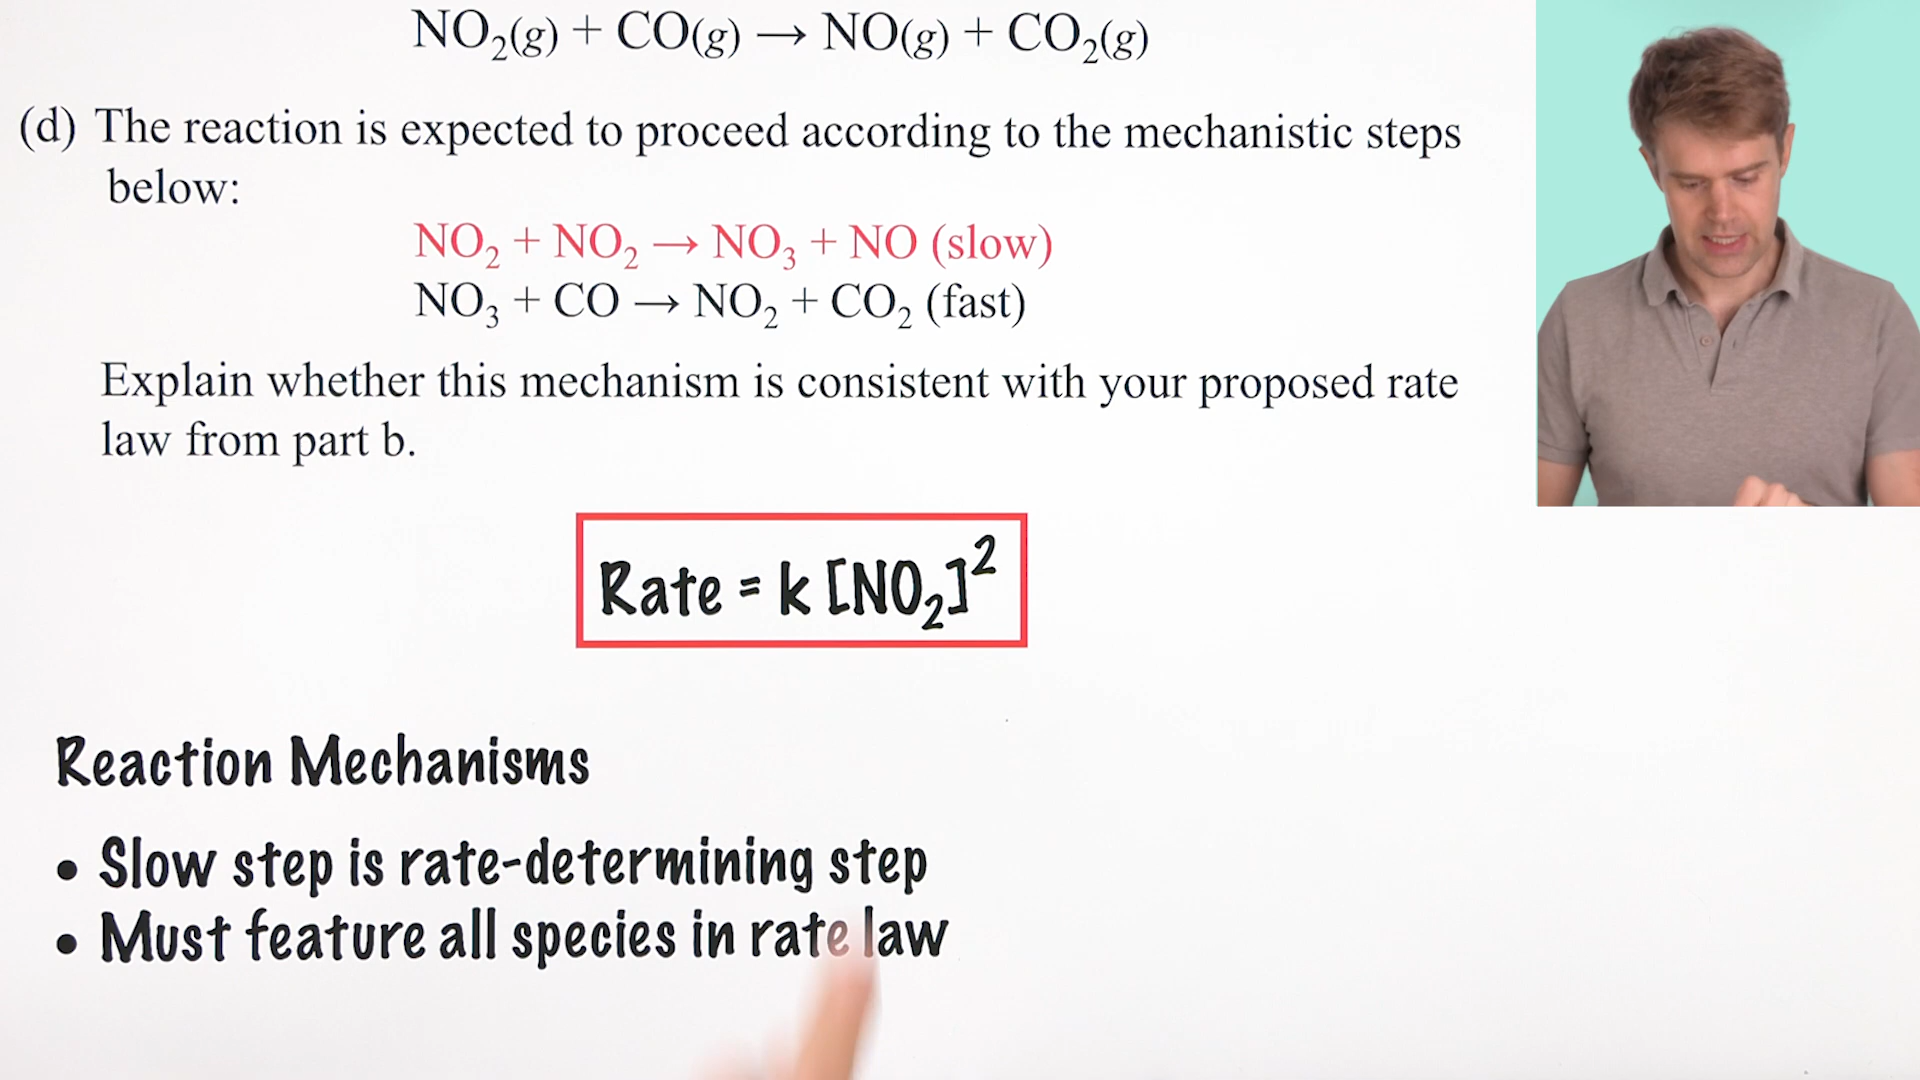 NO₂(g) + CO(g) → NO(g) + CO₂(g)
(d) The reaction is expected to proceed according to the mechanistic steps
below:
NO₂ + NO₂ → NO₃ + NO (slow)
NO₃ + CO → NO₂ + CO₂ (fast)
Explain whether this mechanism is consistent with your proposed rate
law from part b.
Rate = k [NO₂]²
Reaction Mechanisms
• Slow step is rate-determining step
• Must feature all species in rate law